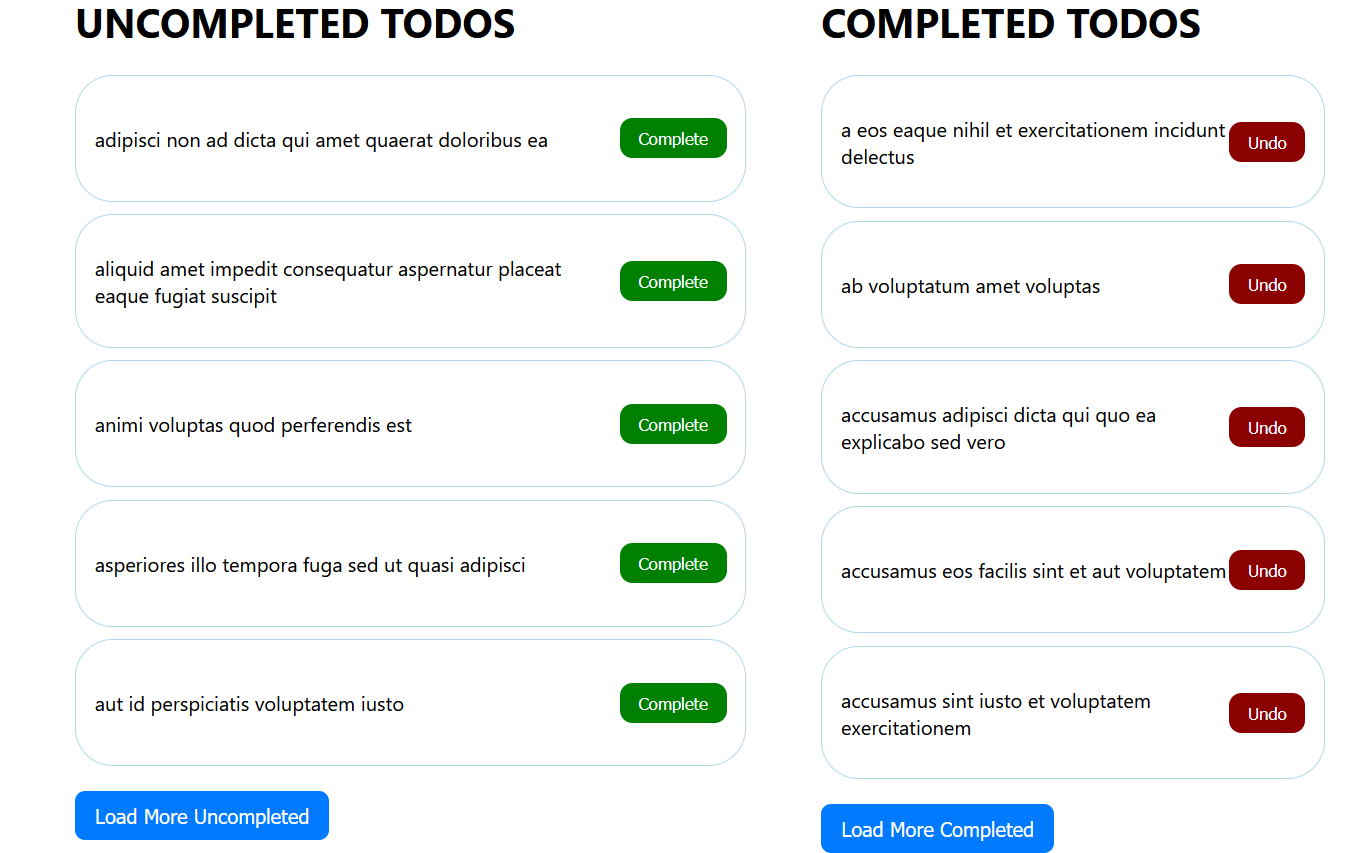 UNCOMPLETED TODOS
adipisci non ad dicta qui amet quaerat doloribus ea
Complete
aliquid amet impedit consequatur aspernatur placeat
eaque fugiat suscipit
Complete
animi voluptas quod perferendis est
Complete
asperiores illo tempora fuga sed ut quasi adipisci
Complete
aut id perspiciatis voluptatem iusto
Complete
Load More Uncompleted
COMPLETED TODOS
a eos eaque nihil et exercitationem incidunt
delectus
Undo
ab voluptatum amet voluptas
Undo
accusamus adipisci dicta qui quo ea
explicabo sed vero
Undo
accusamus eos facilis sint et aut voluptatem
Undo
accusamus sint iusto et voluptatem
exercitationem
Undo
Load More Completed